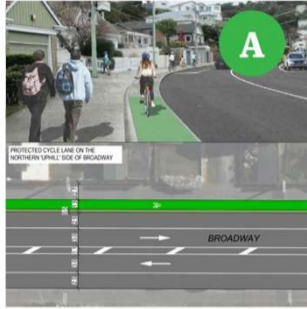 A
PROTECTED CYCLE LANE ON THE
NORTHERN 'UPHILL' SIDE OF BROADWAY
BROADWAY